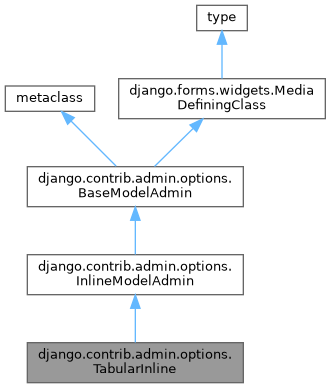 type
django.forms.widgets.Media
DefiningClass
metaclass
django.contrib.admin.options.
BaseModelAdmin
django.contrib.admin.options.
InlineModelAdmin
django.contrib.admin.options.
TabularInline